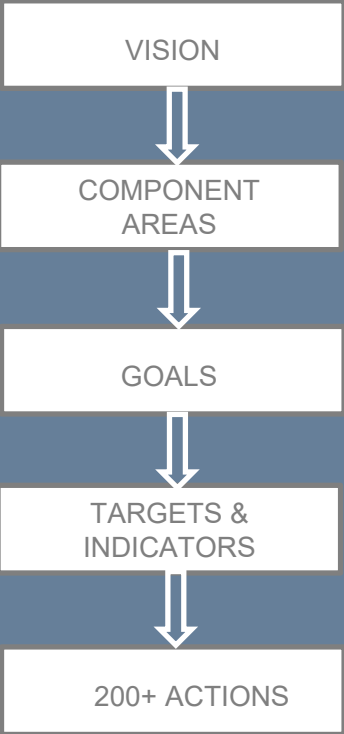 VISION
COMPONENT
AREAS
GOALS
TARGETS &
INDICATORS
200+ ACTIONS